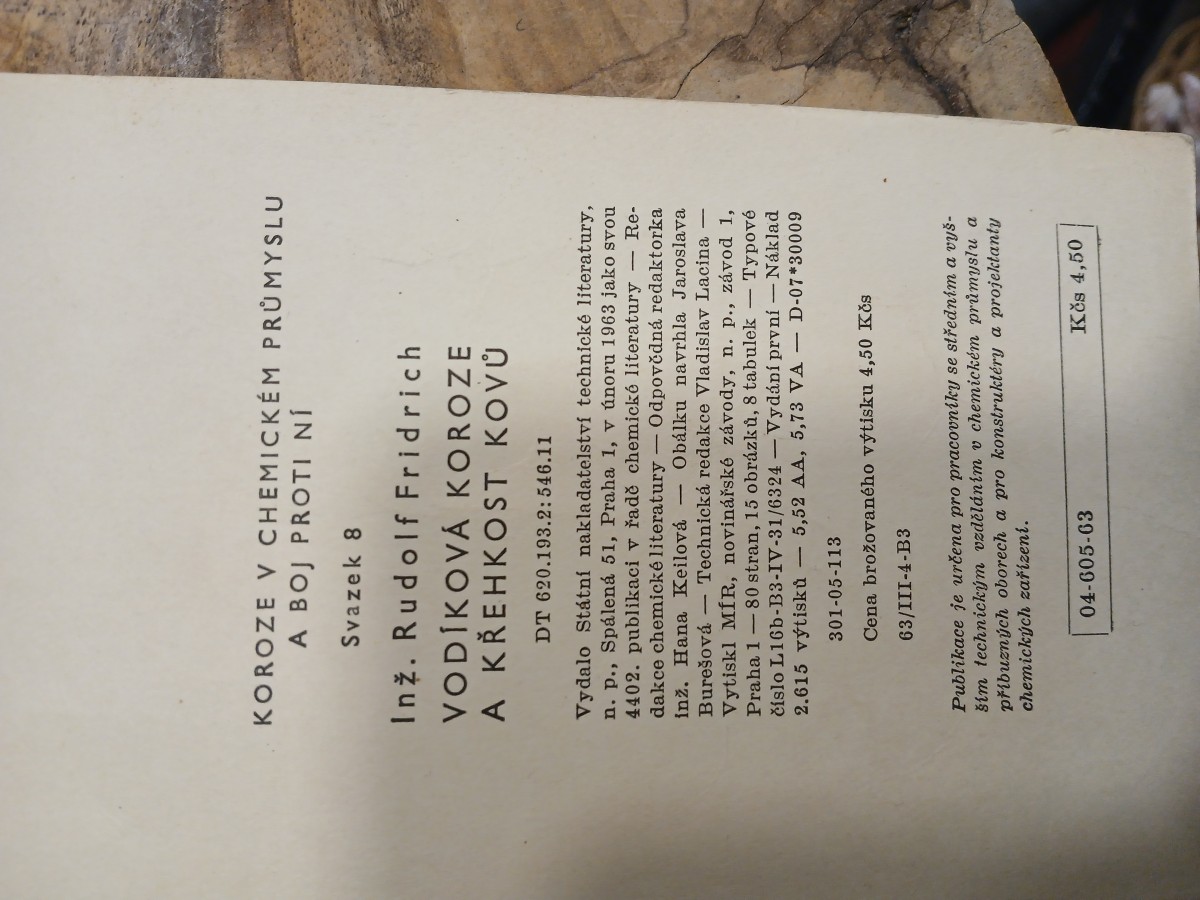 KOROZE V CHEMICKÉM PRŮMYSLU
A BOJ PROTI NÍ
Svazek 8
Inž. Rudolf Fridrich
VODÍKOVÁ KOROZE
A KŘEHKOST KOVŮ
DT 620.193.2:546.11
Vydalo Státní nakladatelství technické literatury,
n. p., Spálená 51, Praha 1, v únoru 1963 jako svou
4402. publikaci v řadě chemické literatury — Re-
dakce chemické literatury — Odpovědná redaktorka
inž. Hana Keilová — Obálku navrhla Jaroslava
Burešová — Technická redakce Vladislav Lacina —
Vytiskl MÍR, novinářské závody, n. p., závod 1,
Praha 1 — 80 stran, 15 obrázků, 8 tabulek — Typové
číslo L16b-B3-IV-31/6324 — Vydání první — Náklad
2.615 výtisků — 5,52 AA, 5,73 VA — D-07*30009
301-05-113
Cena brožovaného výtisku 4,50 Kčs
63/III-4-B3
Publikace je určena pro pracovníky se středním a vyš-
ším technickým vzděláním v chemickém průmyslu a
příbuzných oborech a pro konstruktéry a projektanty
chemických zařízení.
04-605-63 Kčs 4,50